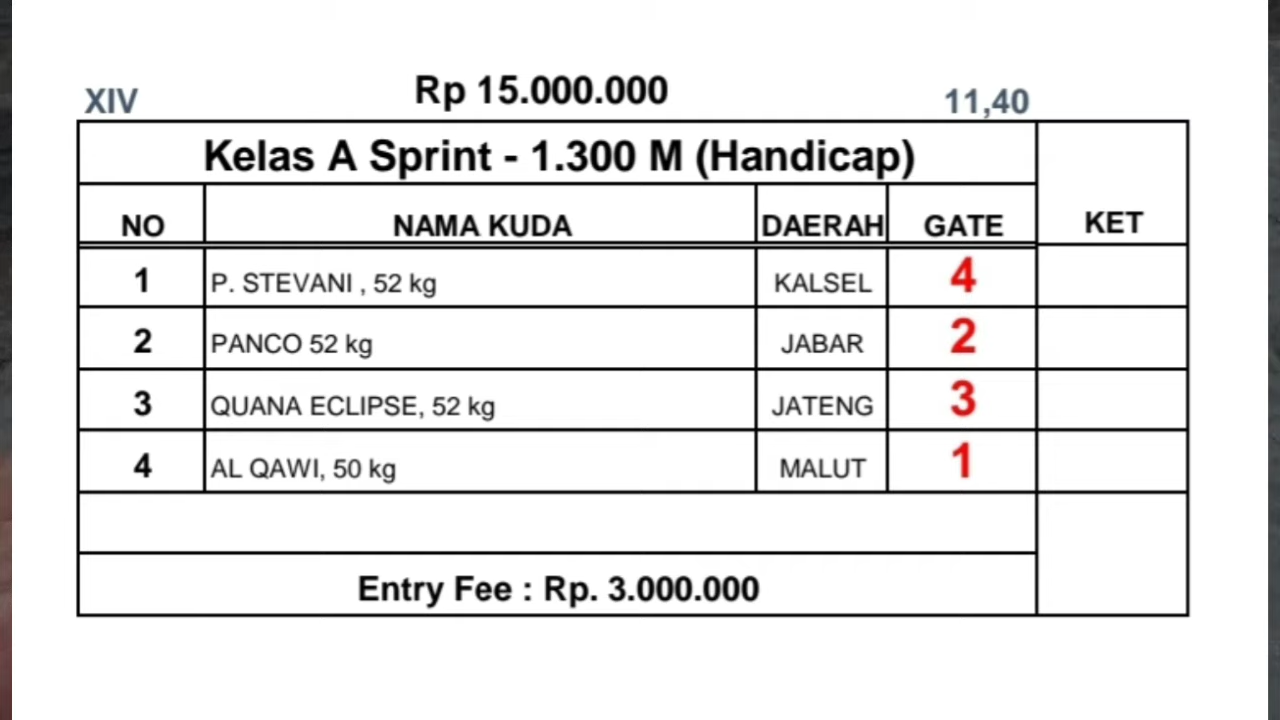 XIV Rp 15.000.000 11,40
Kelas A Sprint - 1.300 M (Handicap)
NO NAMA KUDA DAERAH GATE KET
1 P. STEVANI , 52 kg KALSEL 4
2 PANCO 52 kg JABAR 2
3 QUANA ECLIPSE, 52 kg JATENG 3
4 AL QAWI, 50 kg MALUT 1
Entry Fee : Rp. 3.000.000